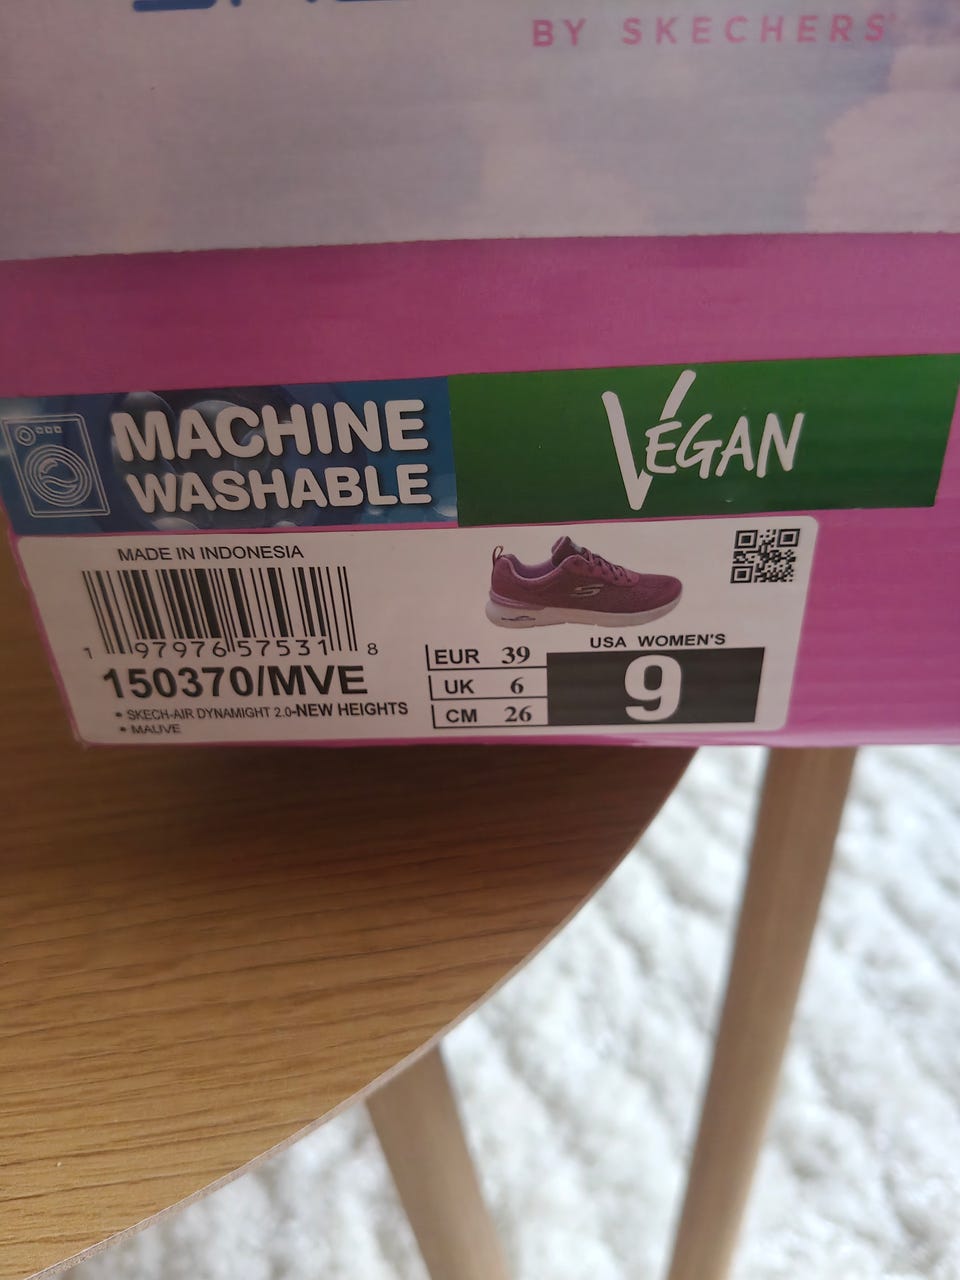 BY SKECHERS
MACHINE
WASHABLE
VEGAN
MADE IN INDONESIA
1 97976 57531 8
150370/MVE
• SKECH-AIR DYNAMIGHT 2.0-NEW HEIGHTS
• MAUVE
EUR 39
UK 6
CM 26
USA WOMEN'S
9